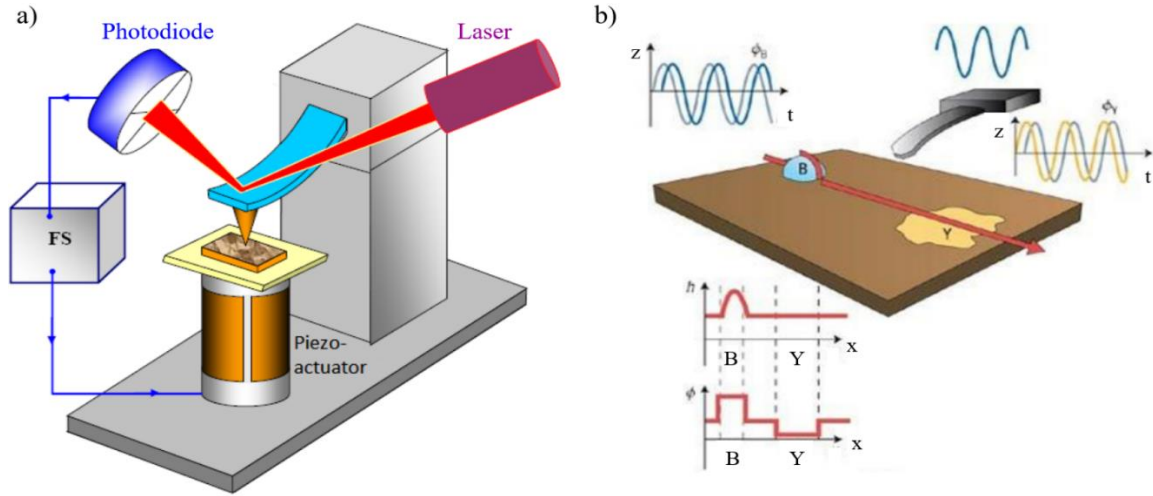 a)
Photodiode
Laser
FS
Piezo-
actuator
b)
z
ϕB
t
z
ϕY
t
B
Y
h
B
Y
x
ø
B
Y
x